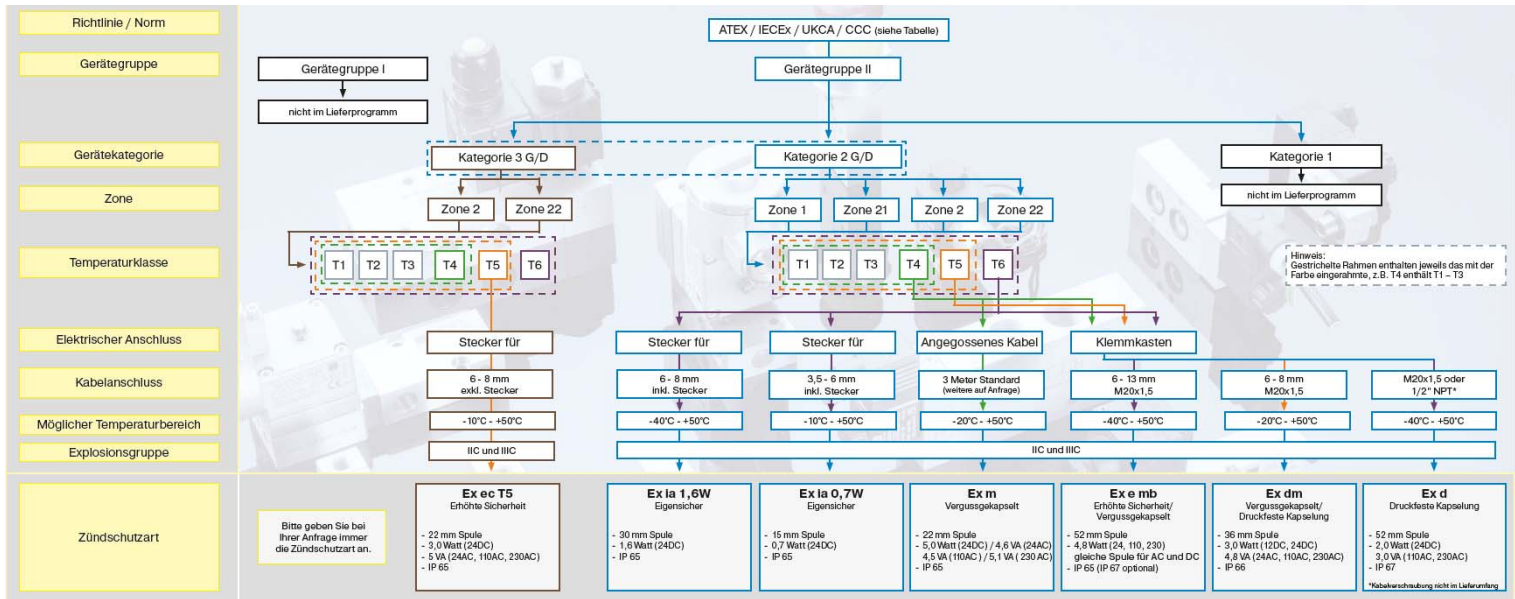 Richtlinie / Norm
ATEX / IECEx / UKCA / CCC (siehe Tabelle)
Gerätegruppe
Gerätegruppe I
Gerätegruppe II
nicht im Lieferprogramm
Gerätekategorie
Kategorie 3 G/D
Kategorie 2 G/D
Kategorie 1
nicht im Lieferprogramm
Zone
Zone 2
Zone 22
Zone 1
Zone 21
Zone 2
Zone 22
Temperaturklasse
T1 T2 T3 T4 T5 T6
T1 T2 T3 T4 T5 T6
Hinweis:
Gestrichelte Rahmen enthalten jeweils das mit der
Farbe eingerahmte, z.B. T4 enthält T1 – T3
Elektrischer Anschluss
Stecker für
Stecker für
Stecker für
Angegossenes Kabel
Klemmkasten
Kabelanschluss
6 - 8 mm
exkl. Stecker
6 - 8 mm
inkl. Stecker
3,5 - 6 mm
inkl. Stecker
3 Meter Standard
(weitere auf Anfrage)
6 - 13 mm
M20x1,5
6 - 8 mm
M20x1,5
M20x1,5 oder
1/2" NPT*
Möglicher Temperaturbereich
-10°C - +50°C
-40°C - +50°C
-10°C - +50°C
-20°C - +50°C
-40°C - +50°C
-20°C - +50°C
-40°C - +50°C
Explosionsgruppe
IIC und IIIC
IIC und IIIC
Zündschutzart
Bitte geben Sie bei
Ihrer Anfrage immer
die Zündschutzart an.
Ex ec T5
Erhöhte Sicherheit
- 22 mm Spule
- 3,0 Watt (24DC)
- 5 VA (24AC, 110AC, 230AC)
- IP 65
Ex ia 1,6W
Eigensicher
- 30 mm Spule
- 1,6 Watt (24DC)
- IP 65
Ex ia 0,7W
Eigensicher
- 15 mm Spule
- 0,7 Watt (24DC)
- IP 65
Ex m
Vergussgekapselt
- 22 mm Spule
- 5,0 Watt (24DC) / 4,6 VA (24AC)
4,5 VA (110AC) / 5,1 VA ( 230 AC)
- IP 65
Ex e mb
Erhöhte Sicherheit/
Vergussgekapselt
- 52 mm Spule
- 4,8 Watt (24, 110, 230)
gleiche Spule für AC und DC
- IP 65 (IP 67 optional)
Ex dm
Vergussgekapselt/
Druckfeste Kapselung
- 36 mm Spule
- 3,0 Watt (12DC, 24DC)
4,8 VA (24AC, 110AC, 230AC)
- IP 66
Ex d
Druckfeste Kapselung
- 52 mm Spule
- 2,0 Watt (24DC)
3,0 VA (110AC, 230AC)
- IP 67
*Kabelverschraubung nicht im Lieferumfang